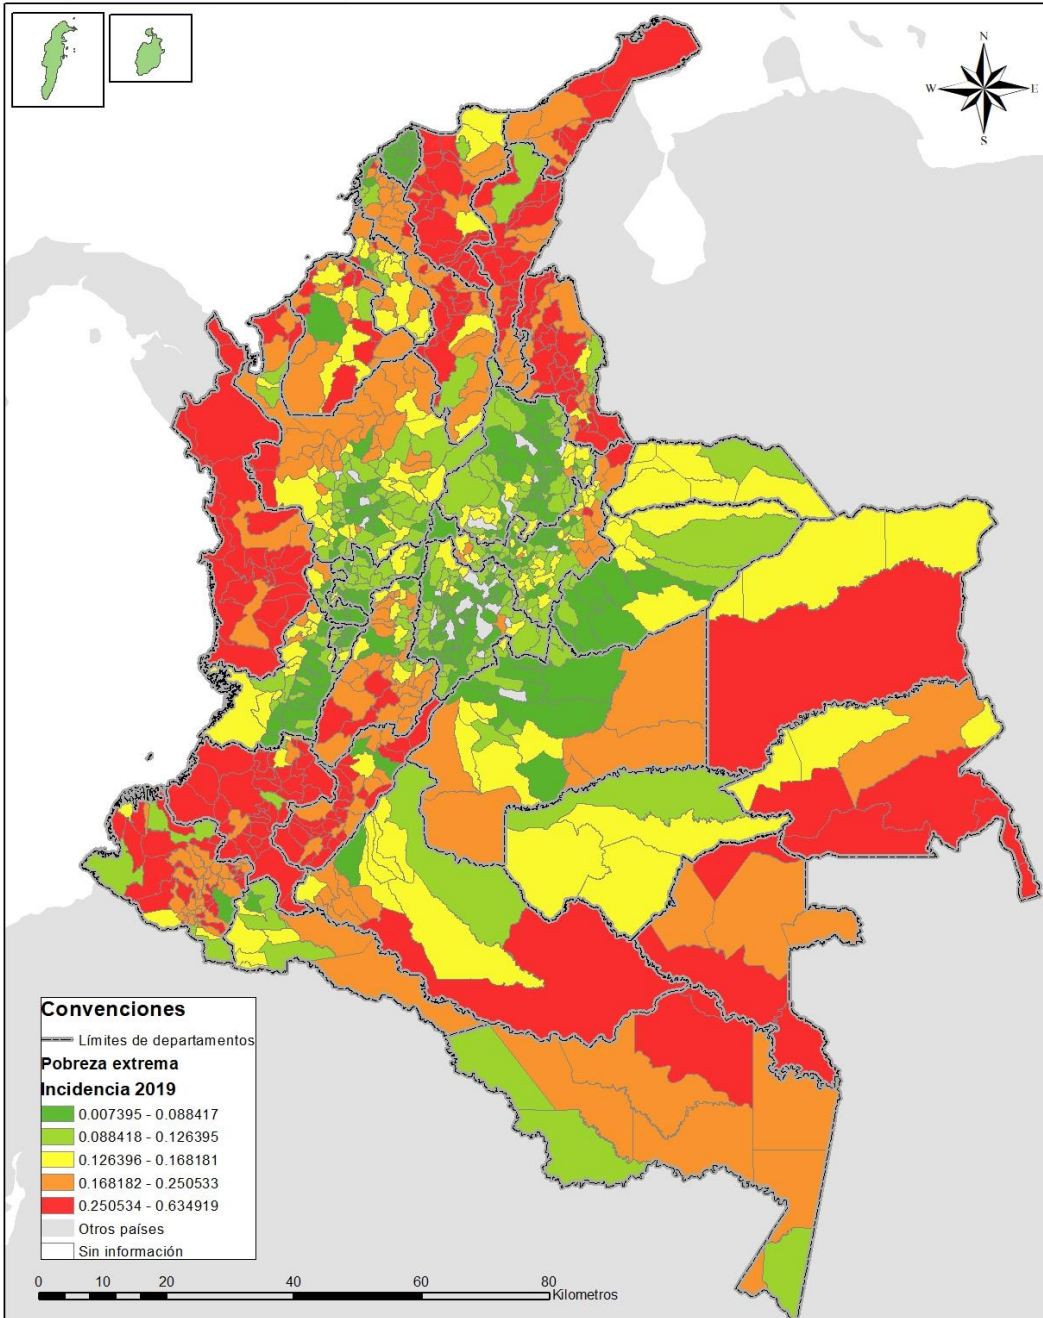 N
W E
S
Convenciones
Límites de departamentos
Pobreza extrema
Incidencia 2019
0.007395 - 0.088417
0.088418 - 0.126395
0.126396 - 0.168181
0.168182 - 0.250533
0.250534 - 0.634919
Otros países
Sin información
0 10 20 40 60 80
Kilometros